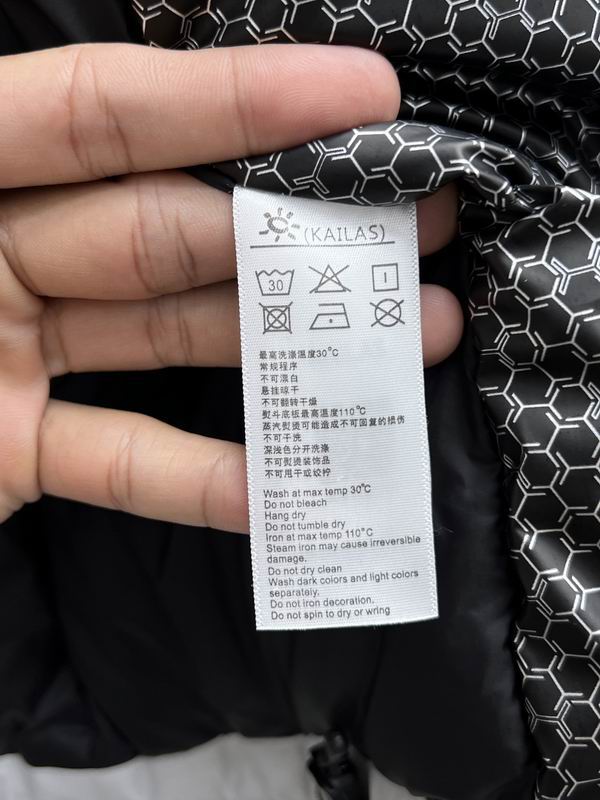 (KAILAS)
30
最高洗涤温度30℃
常规程序
不可漂白
悬挂晾干
不可翻转干燥
熨斗底板最高温度110℃
蒸汽熨烫可能造成不可回复的损伤
不可干洗
深浅色分开洗涤
不可熨烫装饰品
不可甩干或绞拧
Wash at max temp 30℃
Do not bleach
Hang dry
Do not tumble dry
Iron at max temp 110℃
Steam iron may cause irreversible
damage.
Do not dry clean
Wash dark colors and light colors
separately.
Do not iron decoration.
Do not spin to dry or wring